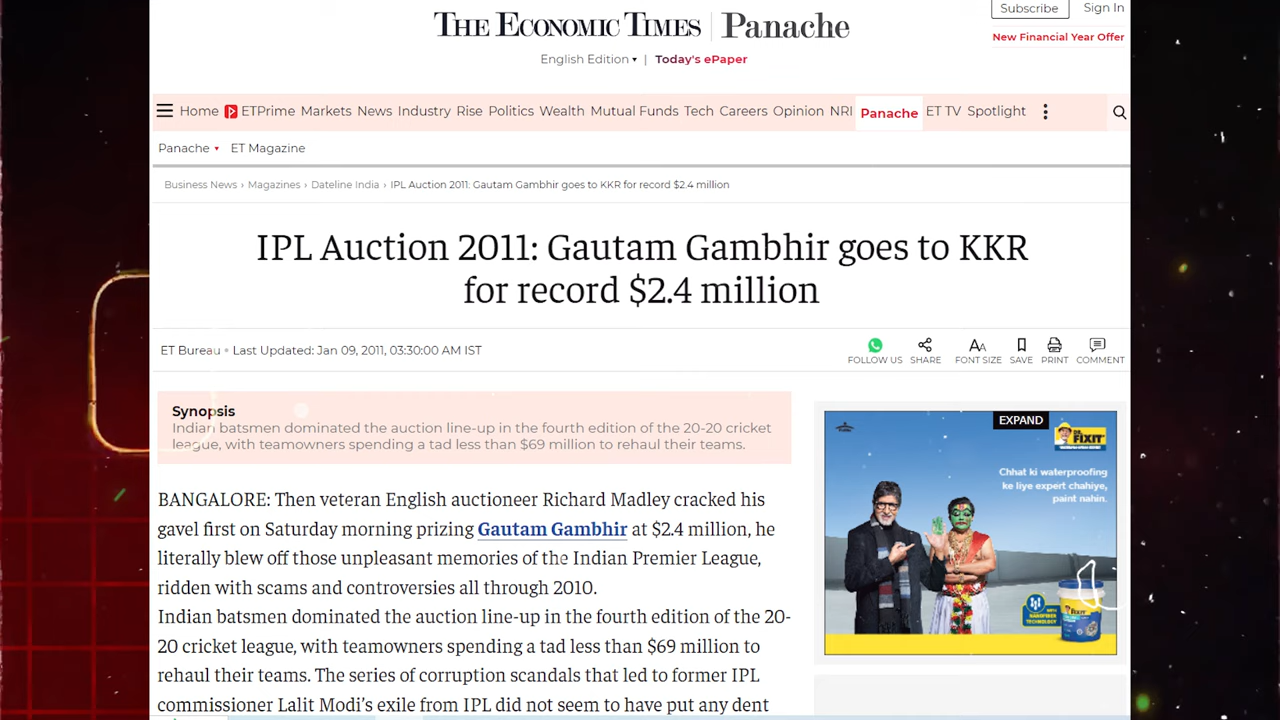 THE ECONOMIC TIMES | Panache
Subscribe
Sign In
New Financial Year Offer
English Edition ▾ | Today's ePaper
Home ETPrime Markets News Industry Rise Politics Wealth Mutual Funds Tech Careers Opinion NRI Panache ET TV Spotlight
Panache ▾ ET Magazine
Business News › Magazines › Dateline India › IPL Auction 2011: Gautam Gambhir goes to KKR for record $2.4 million
IPL Auction 2011: Gautam Gambhir goes to KKR
for record $2.4 million
ET Bureau • Last Updated: Jan 09, 2011, 03:30:00 AM IST
FOLLOW US SHARE FONT SIZE SAVE PRINT COMMENT
Synopsis
Indian batsmen dominated the auction line-up in the fourth edition of the 20-20 cricket
league, with teamowners spending a tad less than $69 million to rehaul their teams.
BANGALORE: Then veteran English auctioneer Richard Madley cracked his
gavel first on Saturday morning prizing Gautam Gambhir at $2.4 million, he
literally blew off those unpleasant memories of the Indian Premier League,
ridden with scams and controversies all through 2010.
Indian batsmen dominated the auction line-up in the fourth edition of the 20-
20 cricket league, with teamowners spending a tad less than $69 million to
rehaul their teams. The series of corruption scandals that led to former IPL
commissioner Lalit Modi's exile from IPL did not seem to have put any dent
EXPAND
DR. FIXIT
Chhat ki waterproofing
ke liye expert chahiye,
paint nahin.